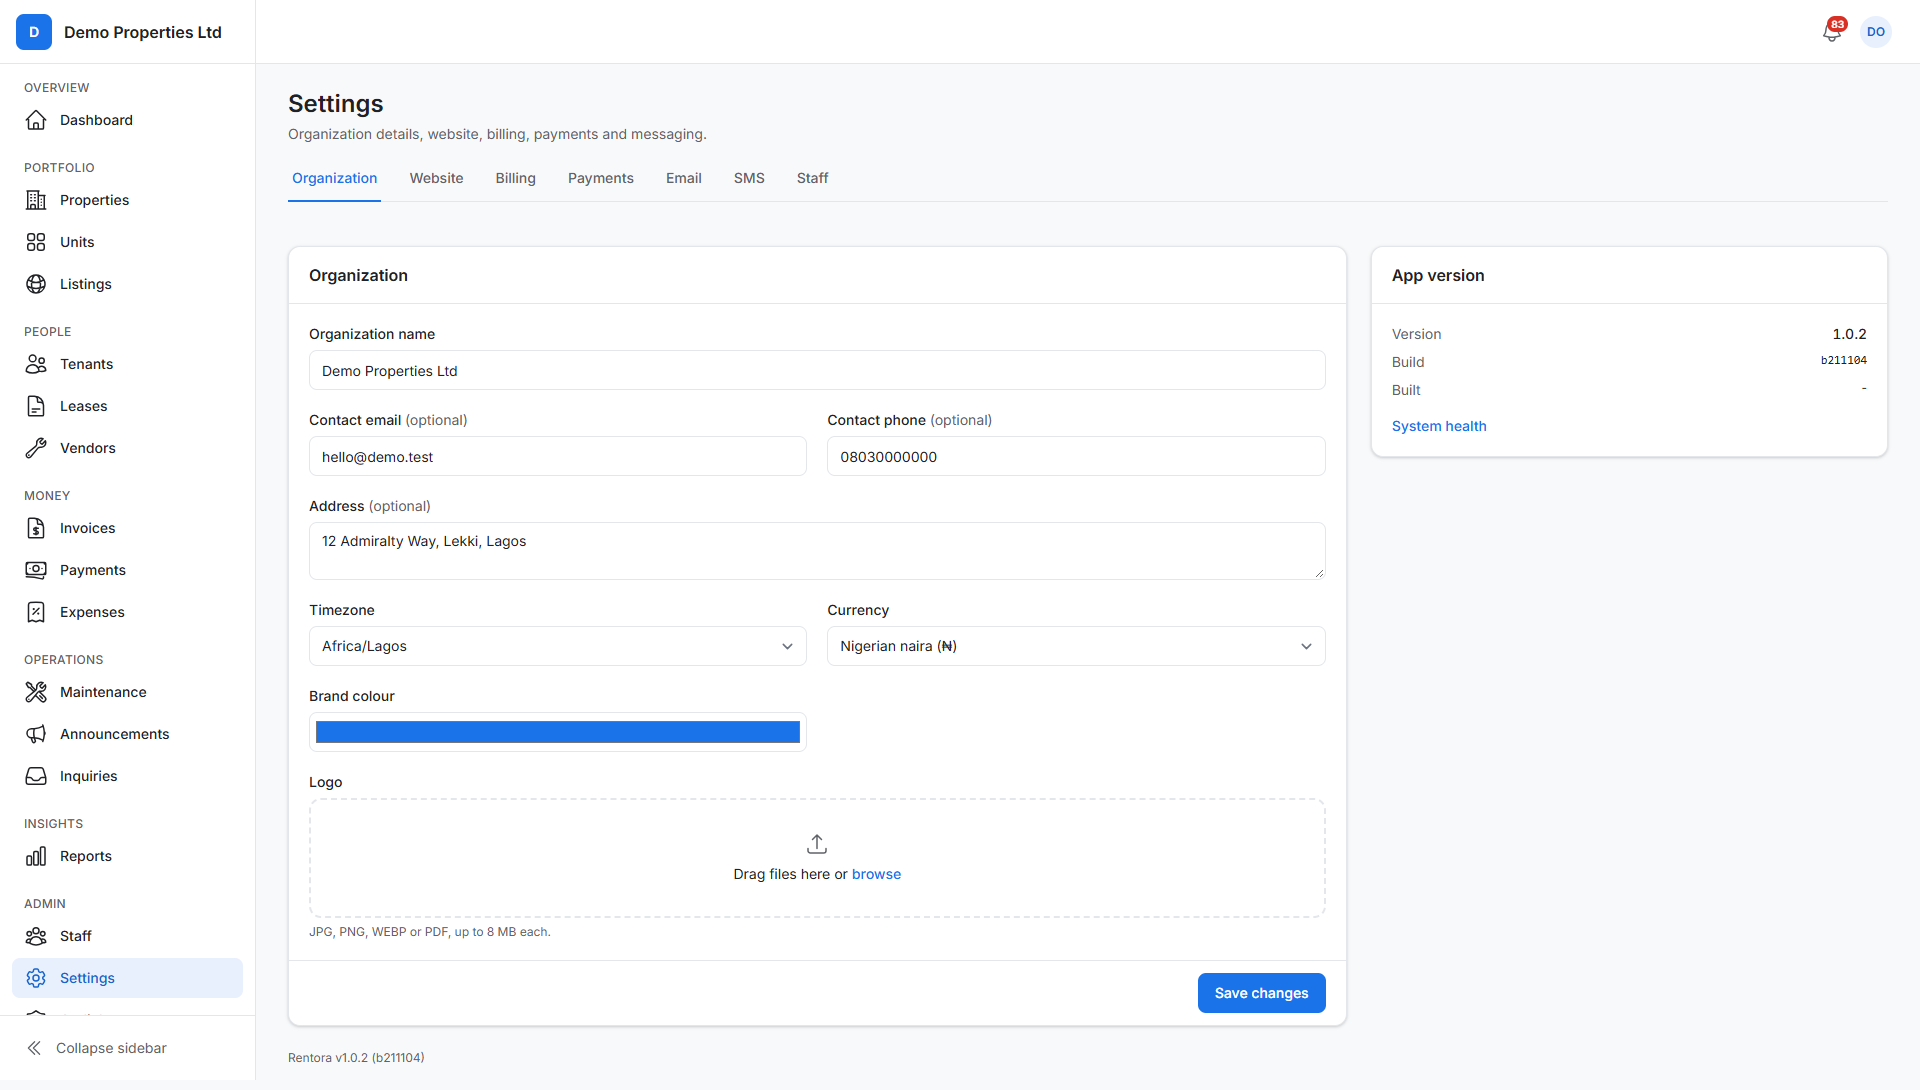 D
Demo Properties Ltd
83
DO
OVERVIEW
Dashboard
PORTFOLIO
Properties
Units
Listings
PEOPLE
Tenants
Leases
Vendors
MONEY
Invoices
Payments
Expenses
OPERATIONS
Maintenance
Announcements
Inquiries
INSIGHTS
Reports
ADMIN
Staff
Settings
Collapse sidebar
Settings
Organization details, website, billing, payments and messaging.
Organization Website Billing Payments Email SMS Staff
Organization
Organization name
Demo Properties Ltd
Contact email (optional)
hello@demo.test
Contact phone (optional)
08030000000
Address (optional)
12 Admiralty Way, Lekki, Lagos
Timezone
Africa/Lagos
Currency
Nigerian naira (₦)
Brand colour
Logo
Drag files here or browse
JPG, PNG, WEBP or PDF, up to 8 MB each.
Save changes
App version
Version 1.0.2
Build b211104
Built -
System health
Rentora v1.0.2 (b211104)